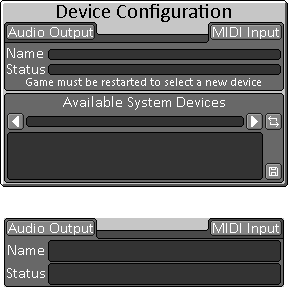 Device Configuration
Audio Output MIDI Input
Name
Status
Game must be restarted to select a new device
Available System Devices
Audio Output MIDI Input
Name
Status